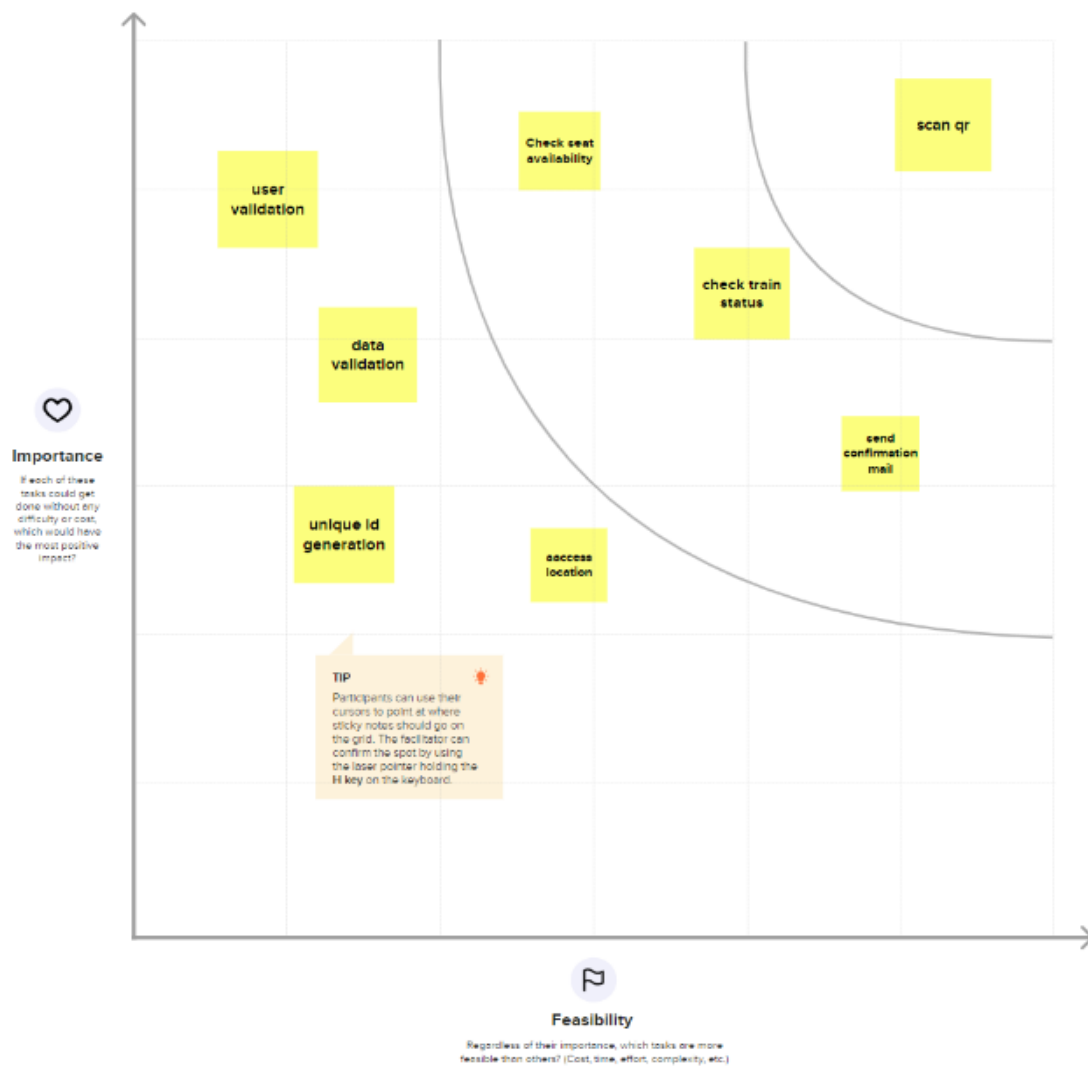 scan qr
Check seat
availability
user
validation
check train
status
data
validation
send
confirmation
mail
unique id
generation
aaccess
location
Importance
If each of these
tasks could get
done without any
difficulty or cost,
which would have
the most positive
impact?
TIP
Participants can use their
cursors to point at where
sticky notes should go on
the grid. The facilitator can
confirm the spot by using
the laser pointer holding the
H key on the keyboard.
Feasibility
Regardless of their importance, which tasks are more
feasible than others? (Cost, time, effort, complexity, etc.)